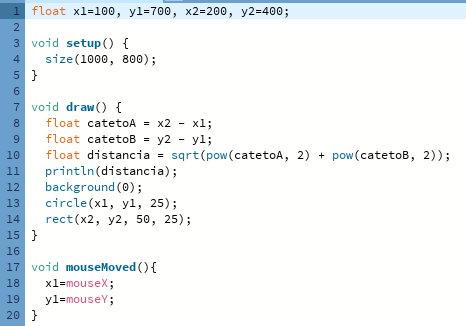 1 float x1=100, y1=700, x2=200, y2=400;
2
3 void setup() {
4   size(1000, 800);
5 }
6
7 void draw() {
8   float catetoA = x2 - x1;
9   float catetoB = y2 - y1;
10   float distancia = sqrt(pow(catetoA, 2) + pow(catetoB, 2));
11   println(distancia);
12   background(0);
13   circle(x1, y1, 25);
14   rect(x2, y2, 50, 25);
15 }
16
17 void mouseMoved(){
18   x1=mouseX;
19   y1=mouseY;
20 }